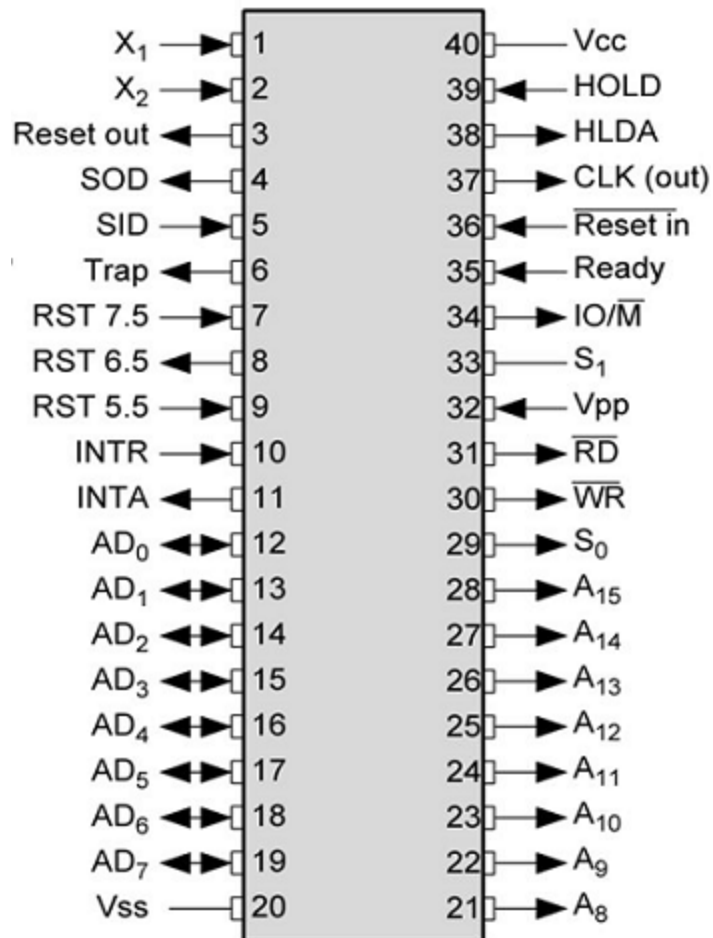 X₁ 1 40 Vcc
X₂ 2 39 HOLD
Reset out 3 38 HLDA
SOD 4 37 CLK (out)
SID 5 36 R̅e̅s̅e̅t̅ ̅i̅n̅
Trap 6 35 Ready
RST 7.5 7 34 IO/M̅
RST 6.5 8 33 S₁
RST 5.5 9 32 Vpp
INTR 10 31 R̅D̅
INTA 11 30 W̅R̅
AD₀ 12 29 S₀
AD₁ 13 28 A₁₅
AD₂ 14 27 A₁₄
AD₃ 15 26 A₁₃
AD₄ 16 25 A₁₂
AD₅ 17 24 A₁₁
AD₆ 18 23 A₁₀
AD₇ 19 22 A₉
Vss 20 21 A₈